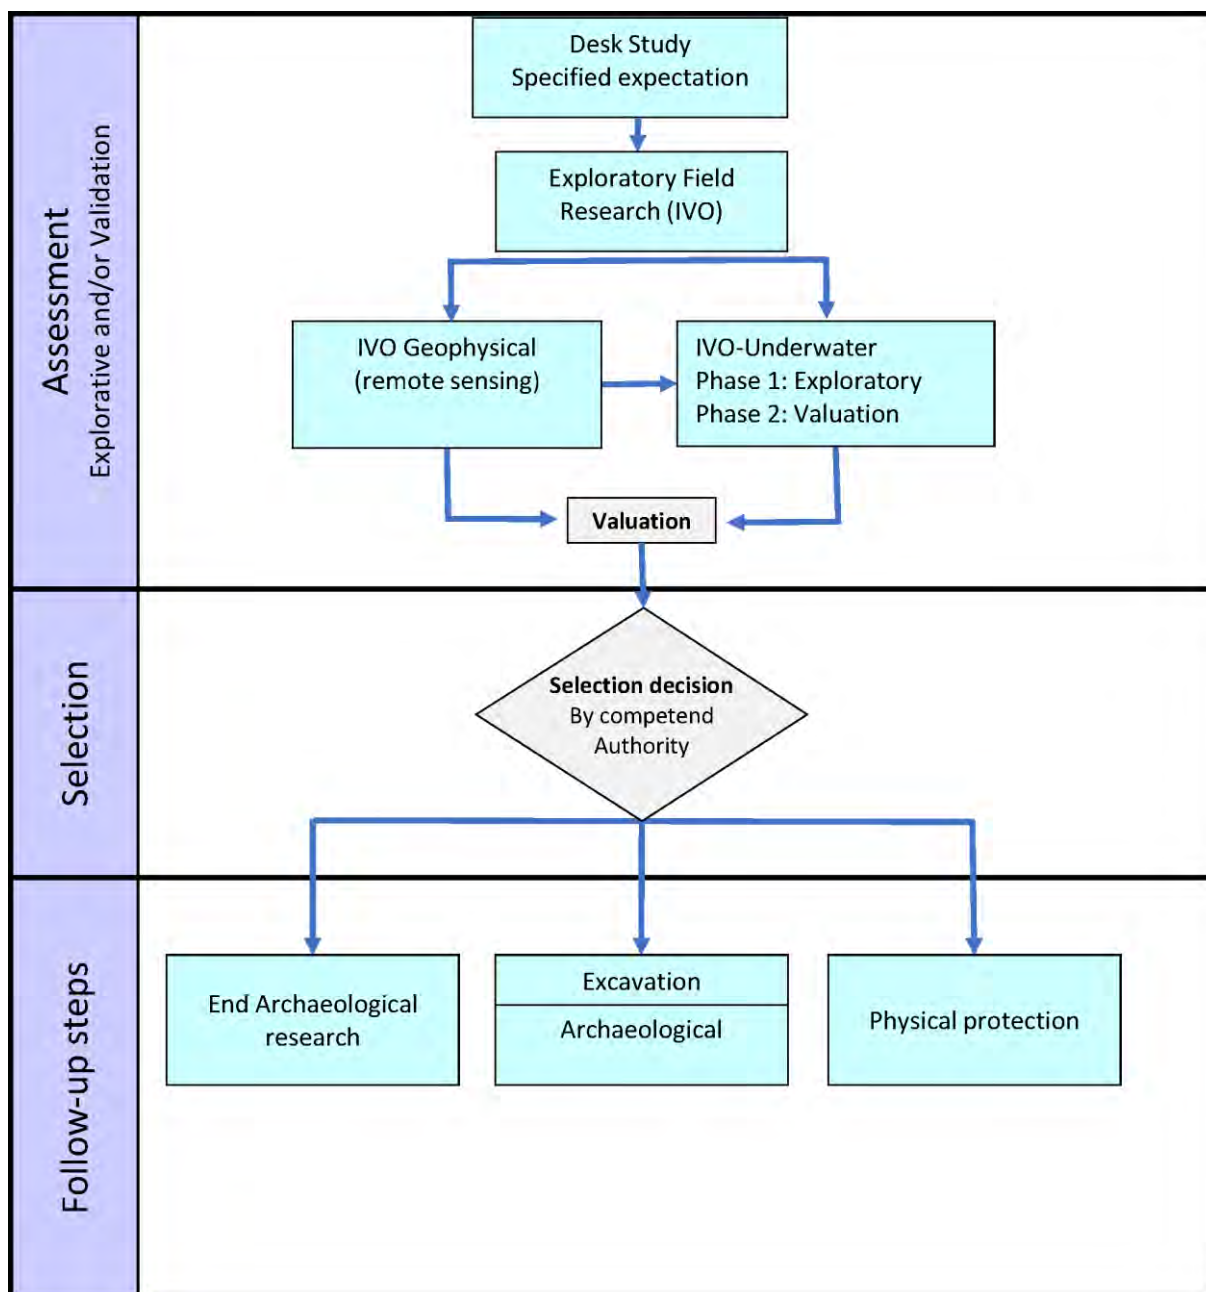 Assessment
Explorative and/or Validation
Desk Study
Specified expectation
Exploratory Field
Research (IVO)
IVO Geophysical
(remote sensing)
IVO-Underwater
Phase 1: Exploratory
Phase 2: Valuation
Valuation
Selection
Selection decision
By competend
Authority
Follow-up steps
End Archaeological
research
Excavation
Archaeological
Physical protection